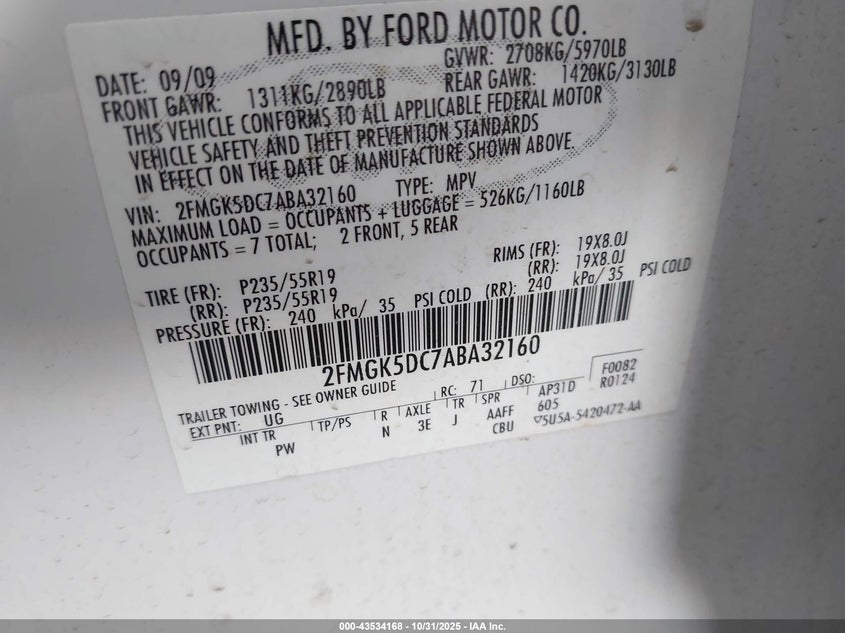 MFD. BY FORD MOTOR CO.
DATE: 09/09 GVWR: 2708KG/5970LB
FRONT GAWR: 1311KG/2890LB REAR GAWR: 1420KG/3130LB
THIS VEHICLE CONFORMS TO ALL APPLICABLE FEDERAL MOTOR
VEHICLE SAFETY AND THEFT PREVENTION STANDARDS
IN EFFECT ON THE DATE OF MANUFACTURE SHOWN ABOVE.
VIN: 2FMGK5DC7ABA32160 TYPE: MPV
MAXIMUM LOAD = OCCUPANTS + LUGGAGE = 526KG/1160LB
OCCUPANTS = 7 TOTAL; 2 FRONT, 5 REAR
TIRE (FR): P235/55R19 RIMS (FR): 19X8.0J
(RR): P235/55R19 (RR): 19X8.0J
PRESSURE (FR): 240 kPa/ 35 PSI COLD (RR): 240 kPa/ 35 PSI COLD
2FMGK5DC7ABA32160
TRAILER TOWING - SEE OWNER GUIDE
F0082
EXT PNT: UG RC: 71 DSO: AP31D R0124
INT TR TP/PS R AXLE TR SPR 605
PW N 3E J AAFF ▽5U5A-5420472-AA
CBU
000-43534168 - 10/31/2025 - IAA Inc.